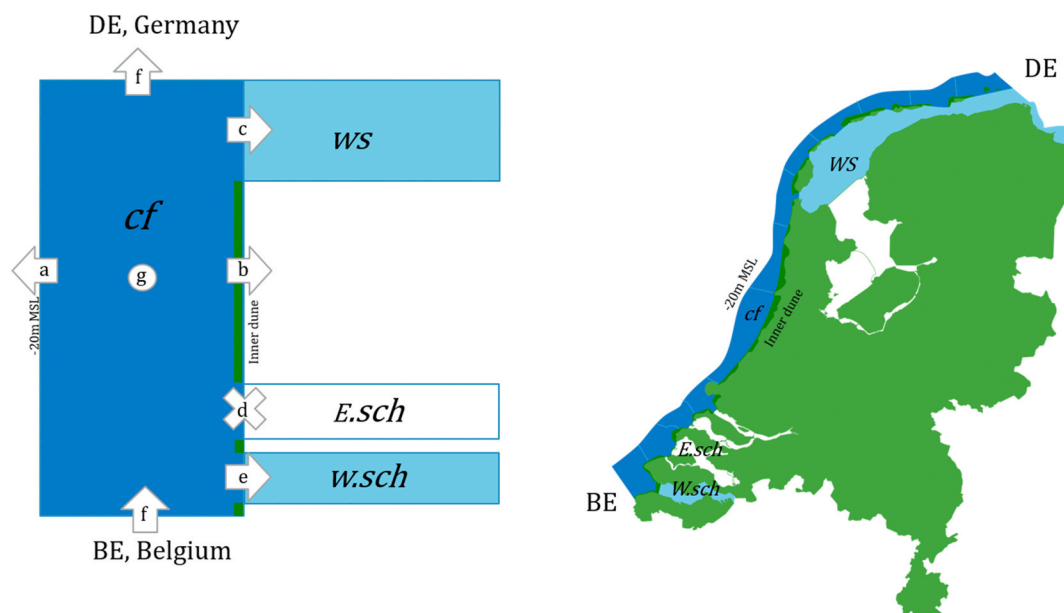 DE, Germany
f
c
ws
cf
a
g
b
-20m MSL
Inner dune
d
E.sch
e
w.sch
f
BE, Belgium
DE
WS
-20m MSL
cf
Inner dune
E.sch
W.sch
BE